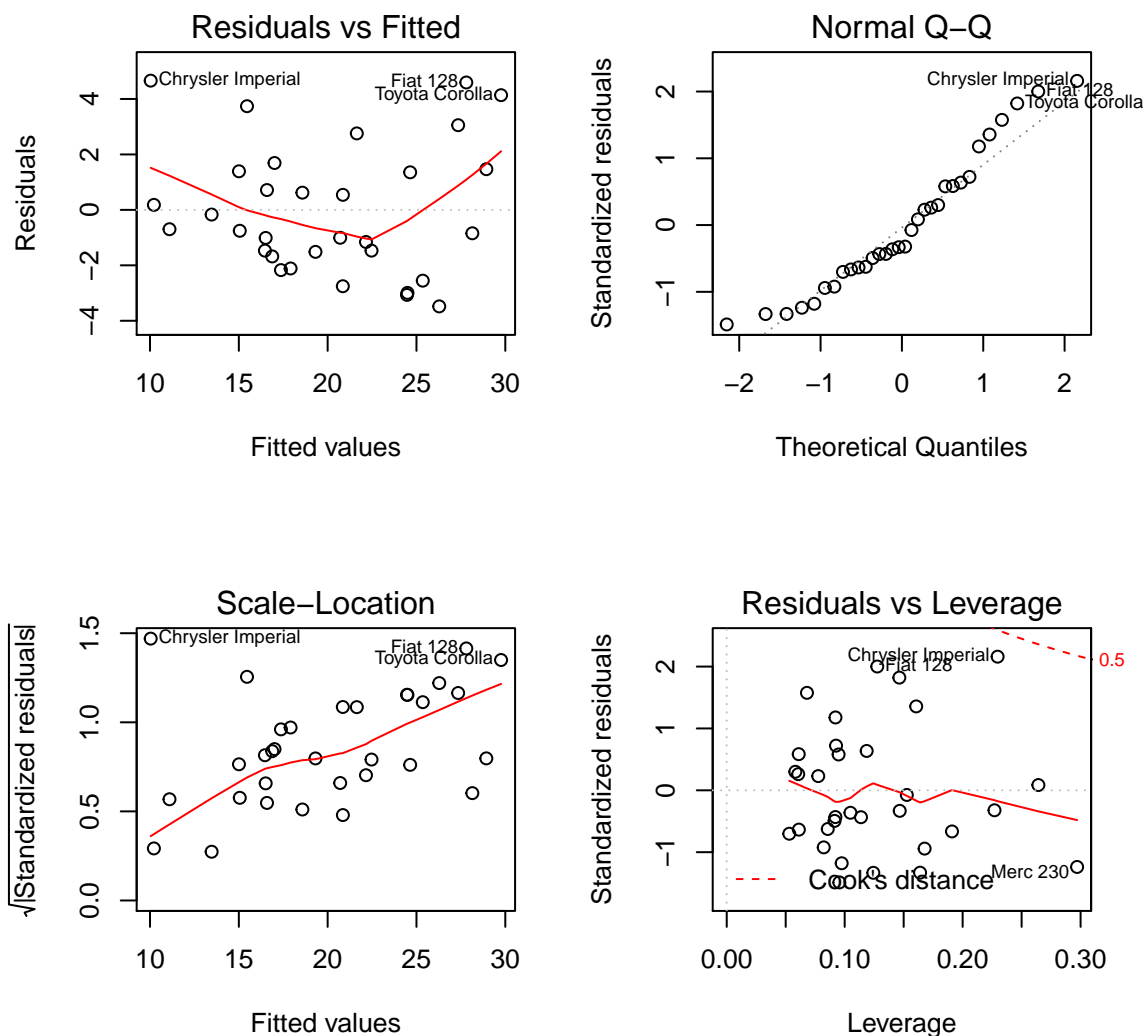 Residuals vs Fitted
Residuals
4
2
0
−2
−4
Chrysler Imperial
Fiat 128
Toyota Corolla
10 15 20 25 30
Fitted values
Normal Q−Q
Standardized residuals
2
1
0
−1
Chrysler Imperial
Fiat 128
Toyota Corolla
−2 −1 0 1 2
Theoretical Quantiles
Scale−Location
√|Standardized residuals|
1.5
1.0
0.5
0.0
Chrysler Imperial
Fiat 128
Toyota Corolla
10 15 20 25 30
Fitted values
Residuals vs Leverage
Standardized residuals
2
1
0
−1
Chrysler Imperial
Fiat 128
0.5
Merc 230
Cook's distance
0.00 0.10 0.20 0.30
Leverage